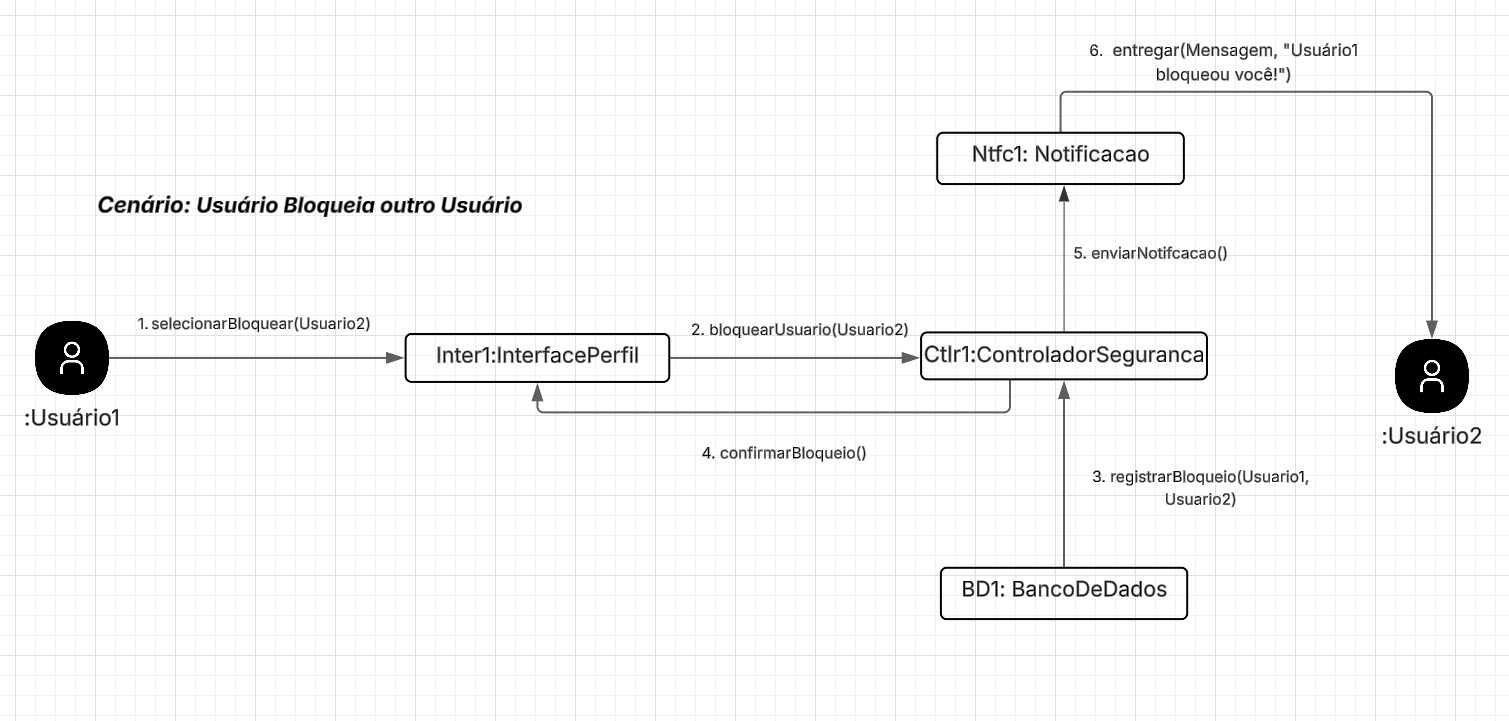 6. entregar(Mensagem, "Usuário1
bloqueou você!")
Ntfc1: Notificacao
Cenário: Usuário Bloqueia outro Usuário
5. enviarNotifcacao()
1. selecionarBloquear(Usuario2)
2. bloquearUsuario(Usuario2)
Inter1:InterfacePerfil
Ctlr1:ControladorSeguranca
:Usuário1
:Usuário2
4. confirmarBloqueio()
3. registrarBloqueio(Usuario1,
Usuario2)
BD1: BancoDeDados